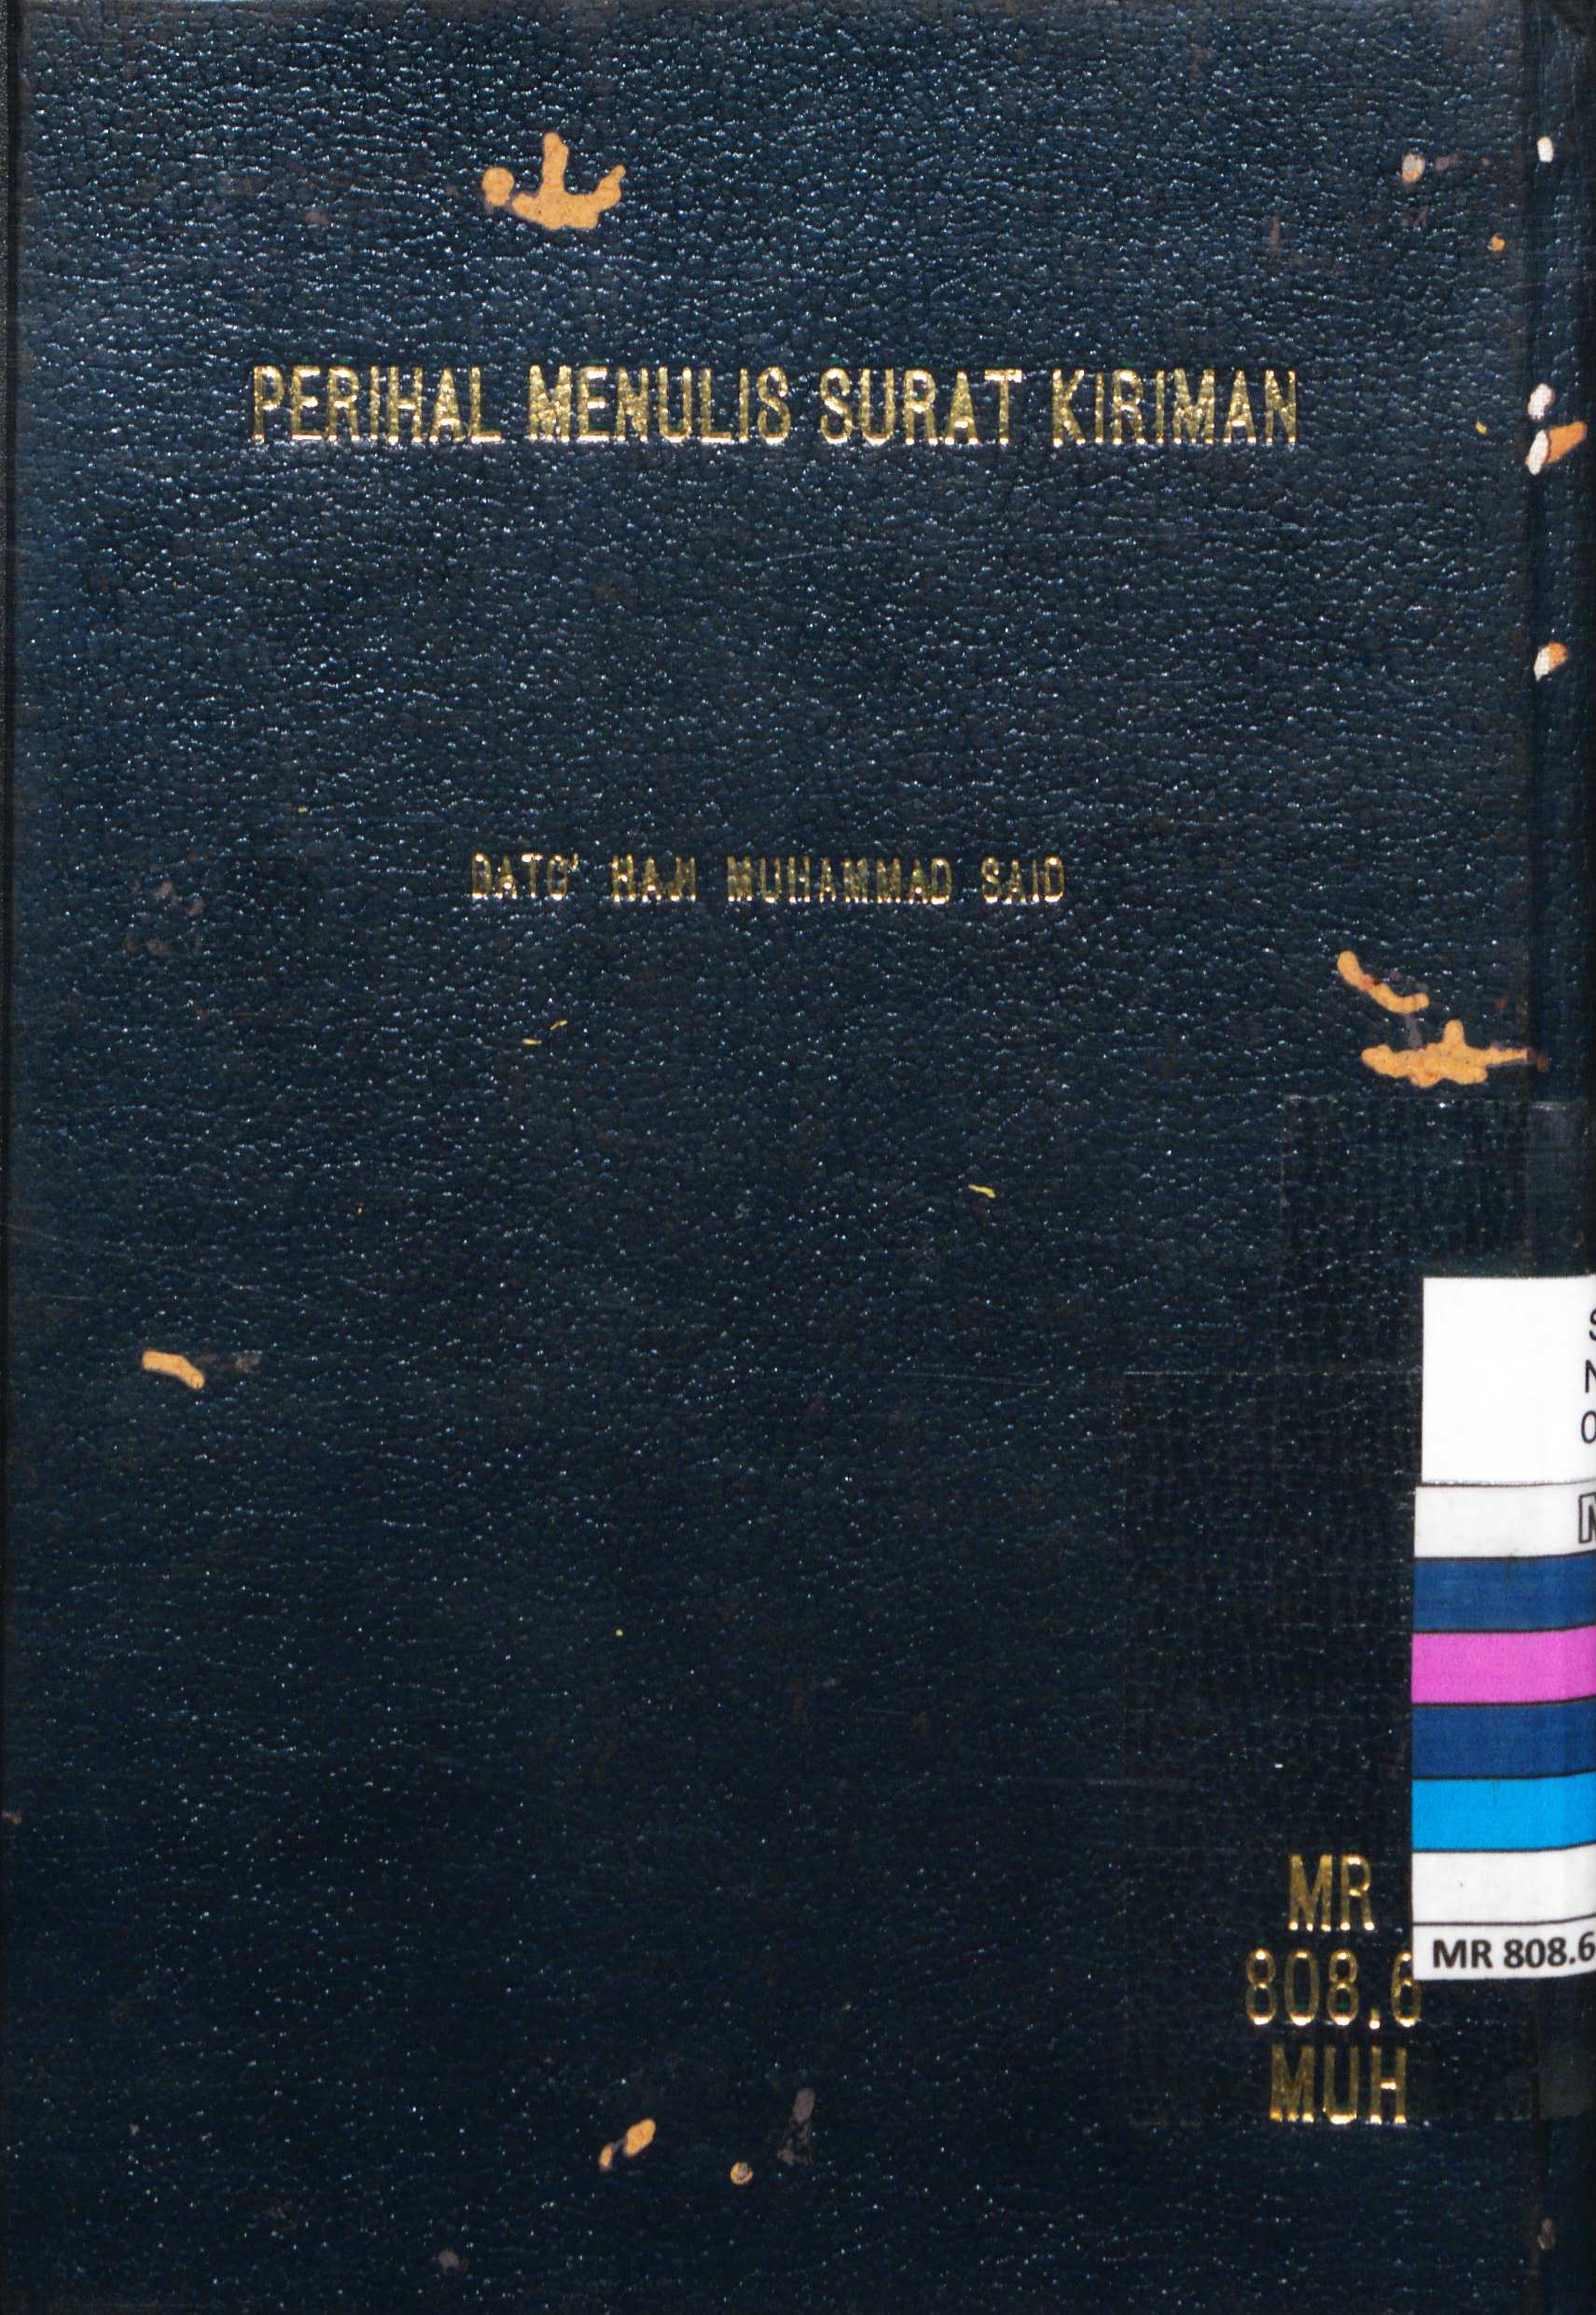 PERIHAL MENULIS SURAT KIRIMAN
DATO' HAJI MUHAMMAD SAID
MR
808.6
MUH
MR 808.6